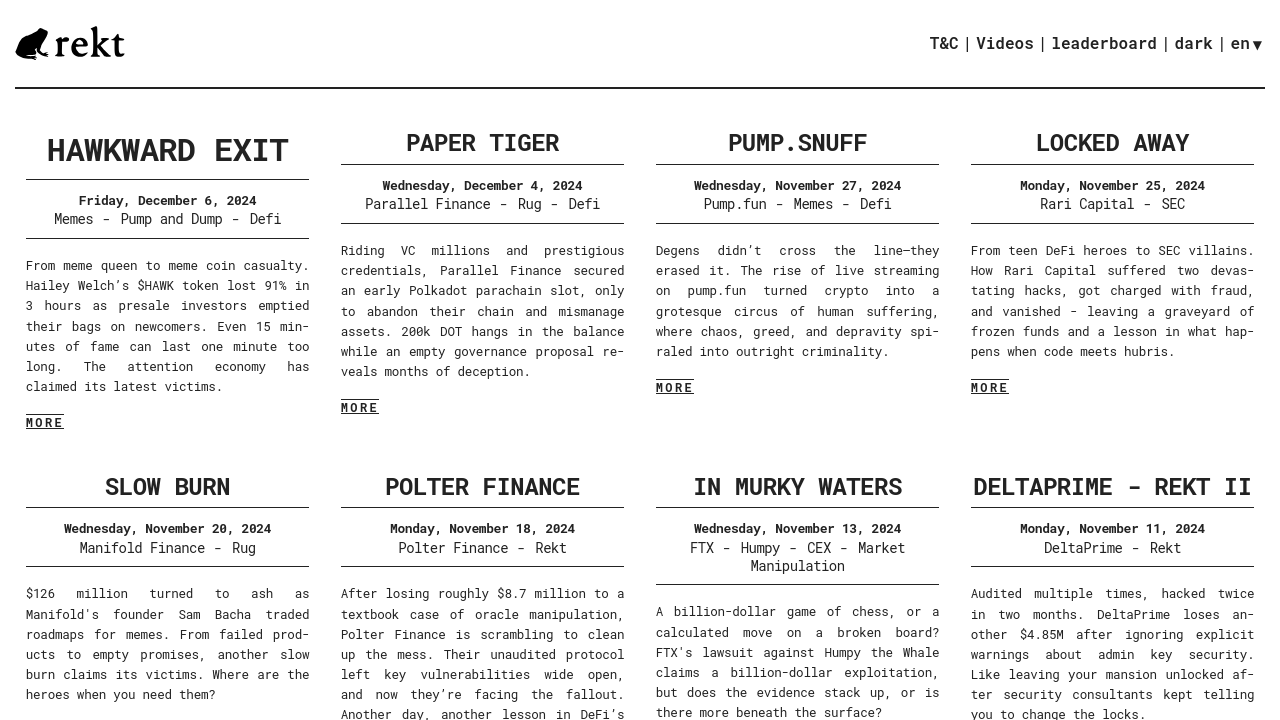 rekt
T&C | Videos | leaderboard | dark | en▼
HAWKWARD EXIT
Friday, December 6, 2024
Memes - Pump and Dump - Defi
From meme queen to meme coin casualty.
Hailey Welch’s $HAWK token lost 91% in
3 hours as presale investors emptied
their bags on newcomers. Even 15 min-
utes of fame can last one minute too
long. The attention economy has
claimed its latest victims.
MORE
PAPER TIGER
Wednesday, December 4, 2024
Parallel Finance - Rug - Defi
Riding VC millions and prestigious
credentials, Parallel Finance secured
an early Polkadot parachain slot, only
to abandon their chain and mismanage
assets. 200k DOT hangs in the balance
while an empty governance proposal re-
veals months of deception.
MORE
PUMP.SNUFF
Wednesday, November 27, 2024
Pump.fun - Memes - Defi
Degens didn’t cross the line—they
erased it. The rise of live streaming
on pump.fun turned crypto into a
grotesque circus of human suffering,
where chaos, greed, and depravity spi-
raled into outright criminality.
MORE
LOCKED AWAY
Monday, November 25, 2024
Rari Capital - SEC
From teen DeFi heroes to SEC villains.
How Rari Capital suffered two devas-
tating hacks, got charged with fraud,
and vanished - leaving a graveyard of
frozen funds and a lesson in what hap-
pens when code meets hubris.
MORE
SLOW BURN
Wednesday, November 20, 2024
Manifold Finance - Rug
$126 million turned to ash as
Manifold's founder Sam Bacha traded
roadmaps for memes. From failed prod-
ucts to empty promises, another slow
burn claims its victims. Where are the
heroes when you need them?
POLTER FINANCE
Monday, November 18, 2024
Polter Finance - Rekt
After losing roughly $8.7 million to a
textbook case of oracle manipulation,
Polter Finance is scrambling to clean
up the mess. Their unaudited protocol
left key vulnerabilities wide open,
and now they’re facing the fallout.
Another day, another lesson in DeFi’s
IN MURKY WATERS
Wednesday, November 13, 2024
FTX - Humpy - CEX - Market
Manipulation
A billion-dollar game of chess, or a
calculated move on a broken board?
FTX's lawsuit against Humpy the Whale
claims a billion-dollar exploitation,
but does the evidence stack up, or is
there more beneath the surface?
DELTAPRIME - REKT II
Monday, November 11, 2024
DeltaPrime - Rekt
Audited multiple times, hacked twice
in two months. DeltaPrime loses an-
other $4.85M after ignoring explicit
warnings about admin key security.
Like leaving your mansion unlocked af-
ter security consultants kept telling
you to change the locks.